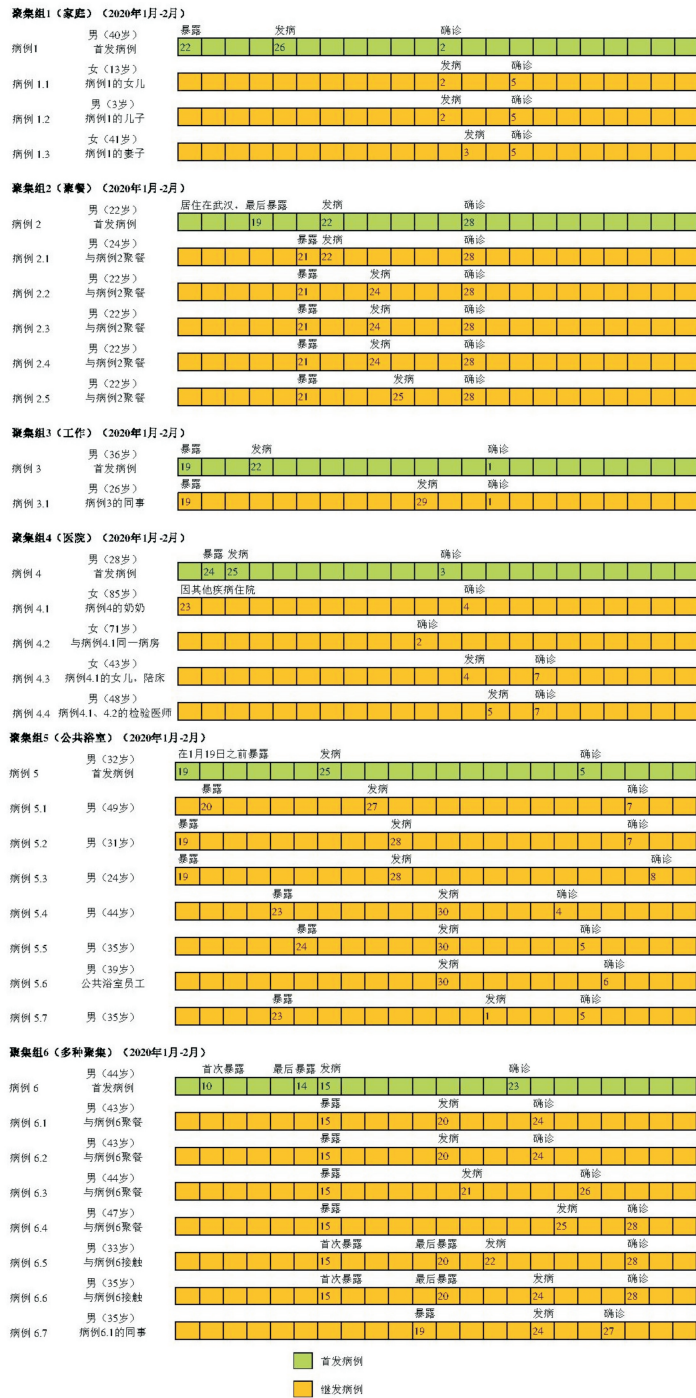 聚集组1（家庭）（2020年1月-2月）
男（40岁） 暴露 发病 确诊
病例1 首发病例 22 26 2
女（13岁） 发病 确诊
病例 1.1 病例1的女儿 2 5
男（3岁） 发病 确诊
病例 1.2 病例1的儿子 2 5
女（41岁） 发病 确诊
病例 1.3 病例1的妻子 3 5
聚集组2（聚餐）（2020年1月-2月）
男（22岁） 居住在武汉，最后暴露 发病 确诊
病例 2 首发病例 19 22 28
男（24岁） 暴露 发病 确诊
病例 2.1 与病例2聚餐 21 22 28
男（22岁） 暴露 发病 确诊
病例 2.2 与病例2聚餐 21 24 28
男（22岁） 暴露 发病 确诊
病例 2.3 与病例2聚餐 21 24 28
男（22岁） 暴露 发病 确诊
病例 2.4 与病例2聚餐 21 24 28
男（22岁） 暴露 发病 确诊
病例 2.5 与病例2聚餐 21 25 28
聚集组3（工作）（2020年1月-2月）
男（36岁） 暴露 发病 确诊
病例 3 首发病例 19 22 1
男（26岁） 暴露 发病 确诊
病例 3.1 病例3的同事 19 29 1
聚集组4（医院）（2020年1月-2月）
男（28岁） 暴露 发病 确诊
病例 4 首发病例 24 25 3
女（85岁） 因其他疾病住院 确诊
病例 4.1 病例4的奶奶 23 4
女（71岁） 确诊
病例 4.2 与病例4.1同一病房 2
女（43岁） 发病 确诊
病例 4.3 病例4.1的女儿、陪床 4 7
男（48岁） 发病 确诊
病例 4.4 病例4.1、4.2的检验医师 5 7
聚集组5（公共浴室）（2020年1月-2月）
男（32岁） 在1月19日之前暴露 发病 确诊
病例 5 首发病例 19 25 5
暴露 发病 确诊
病例 5.1 男（49岁） 20 27 7
暴露 发病 确诊
病例 5.2 男（31岁） 19 28 7
暴露 发病 确诊
病例 5.3 男（24岁） 19 28 8
暴露 发病 确诊
病例 5.4 男（44岁） 23 30 4
暴露 发病 确诊
病例 5.5 男（35岁） 24 30 5
男（39岁） 发病 确诊
病例 5.6 公共浴室员工 30 6
暴露 发病 确诊
病例 5.7 男（35岁） 23 1 5
聚集组6（多种聚集）（2020年1月-2月）
男（44岁） 首次暴露 最后暴露 发病 确诊
病例 6 首发病例 10 14 15 23
男（43岁） 暴露 发病 确诊
病例 6.1 与病例6聚餐 15 20 24
男（43岁） 暴露 发病 确诊
病例 6.2 与病例6聚餐 15 20 24
男（44岁） 暴露 发病 确诊
病例 6.3 与病例6聚餐 15 21 26
男（47岁） 暴露 发病 确诊
病例 6.4 与病例6聚餐 15 25 28
男（33岁） 首次暴露 最后暴露 发病 确诊
病例 6.5 与病例6接触 15 20 22 28
男（35岁） 首次暴露 最后暴露 发病 确诊
病例 6.6 与病例6接触 15 20 24 28
男（35岁） 暴露 发病 确诊
病例 6.7 病例6.1的同事 19 24 27
首发病例
继发病例